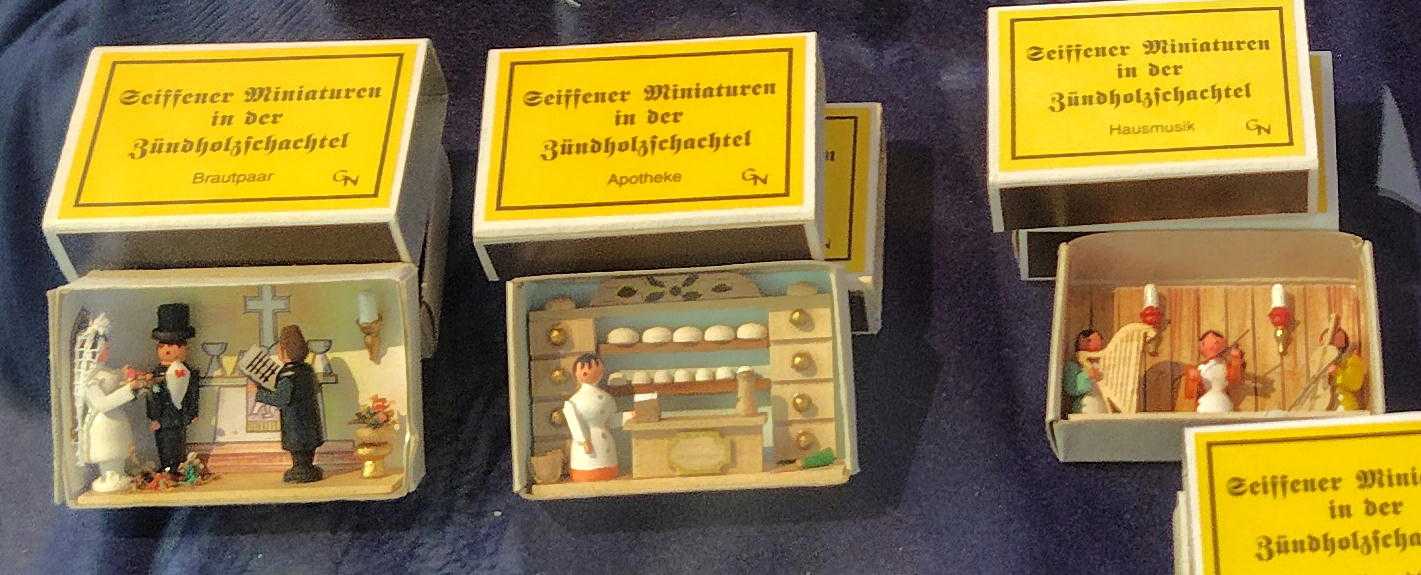 Seiffener Miniaturen
in der
Zündholzschachtel
Brautpaar GN
Seiffener Miniaturen
in der
Zündholzschachtel
Apotheke GN
Seiffener Miniaturen
in der
Zündholzschachtel
Hausmusik GN
Seiffener
in der